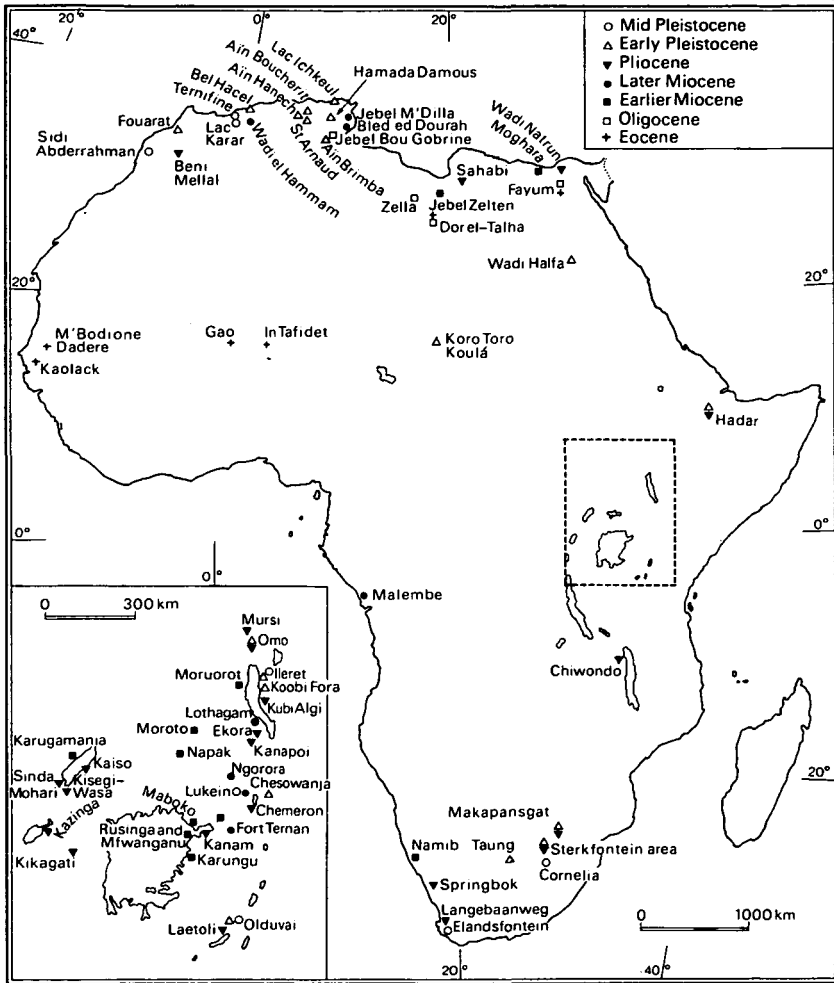 40°
20°
0°
20°
40°
Mid Pleistocene
Early Pleistocene
Pliocene
Later Miocene
Earlier Miocene
Oligocene
Eocene
Lac Ichkeul
Aïn Boucherit
Aïn Hanech
Bel Hacel
Ternifine
Hamada Damous
Fouarat
Lac
Karar
Sidi
Abderrahman
Beni
Mellal
Wadi el Hammam
St Arnaud
Aïn Brimba
Jebel M'Dilla
Bled ed Dourah
Jebel Bou Gobrine
Wadi Natrun
Moghara
Sahabi
Fayum
Zella
Jebel Zelten
Dor el-Talha
Wadi Halfa
20°
20°
M'Bodione
Dadere
Kaolack
Gao
In Tafidet
Koro Toro
Koulá
Hadar
0°
0°
0°
Malembe
Chiwondo
20°
Makapansgat
Namib
Taung
Sterkfontein area
Cornelia
Springbok
Langebaanweg
Elandsfontein
0
1000 km
20°
40°
0
300 km
Mursi
Omo
Ileret
Moruorot
Koobi Fora
Kubi Algi
Lothagam
Moroto
Ekora
Kanapoi
Karugamania
Napak
Kaiso
Ngorora
Sinda
Mohari
Kisegi-
Wasa
Lukeino
Chesowanja
Chemeron
Kazinga
Maboko
Rusinga and
Mfwanganu
Fort Ternan
Kanam
Karungu
Kikagati
Laetoli
Olduvai